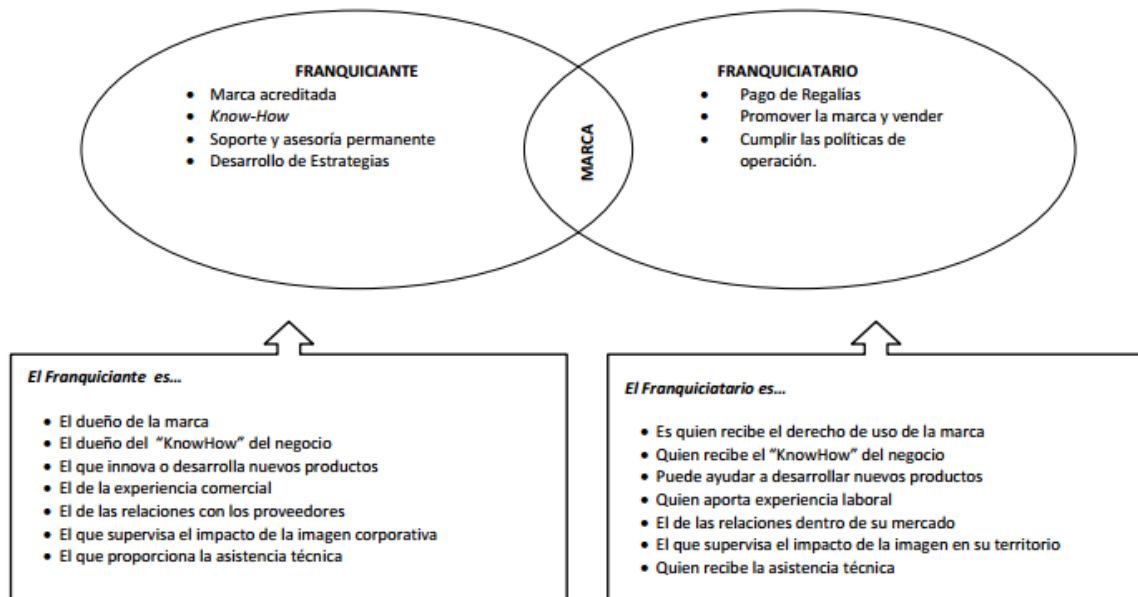 FRANQUICIANTE
• Marca acreditada
• Know-How
• Soporte y asesoría permanente
• Desarrollo de Estrategias
MARCA
FRANQUICIATARIO
• Pago de Regalías
• Promover la marca y vender
• Cumplir las políticas de
operación.
El Franquiciante es...
• El dueño de la marca
• El dueño del “KnowHow” del negocio
• El que innova o desarrolla nuevos productos
• El de la experiencia comercial
• El de las relaciones con los proveedores
• El que supervisa el impacto de la imagen corporativa
• El que proporciona la asistencia técnica
El Franquiciatario es...
• Es quien recibe el derecho de uso de la marca
• Quien recibe el “KnowHow” del negocio
• Puede ayudar a desarrollar nuevos productos
• Quien aporta experiencia laboral
• El de las relaciones dentro de su mercado
• El que supervisa el impacto de la imagen en su territorio
• Quien recibe la asistencia técnica